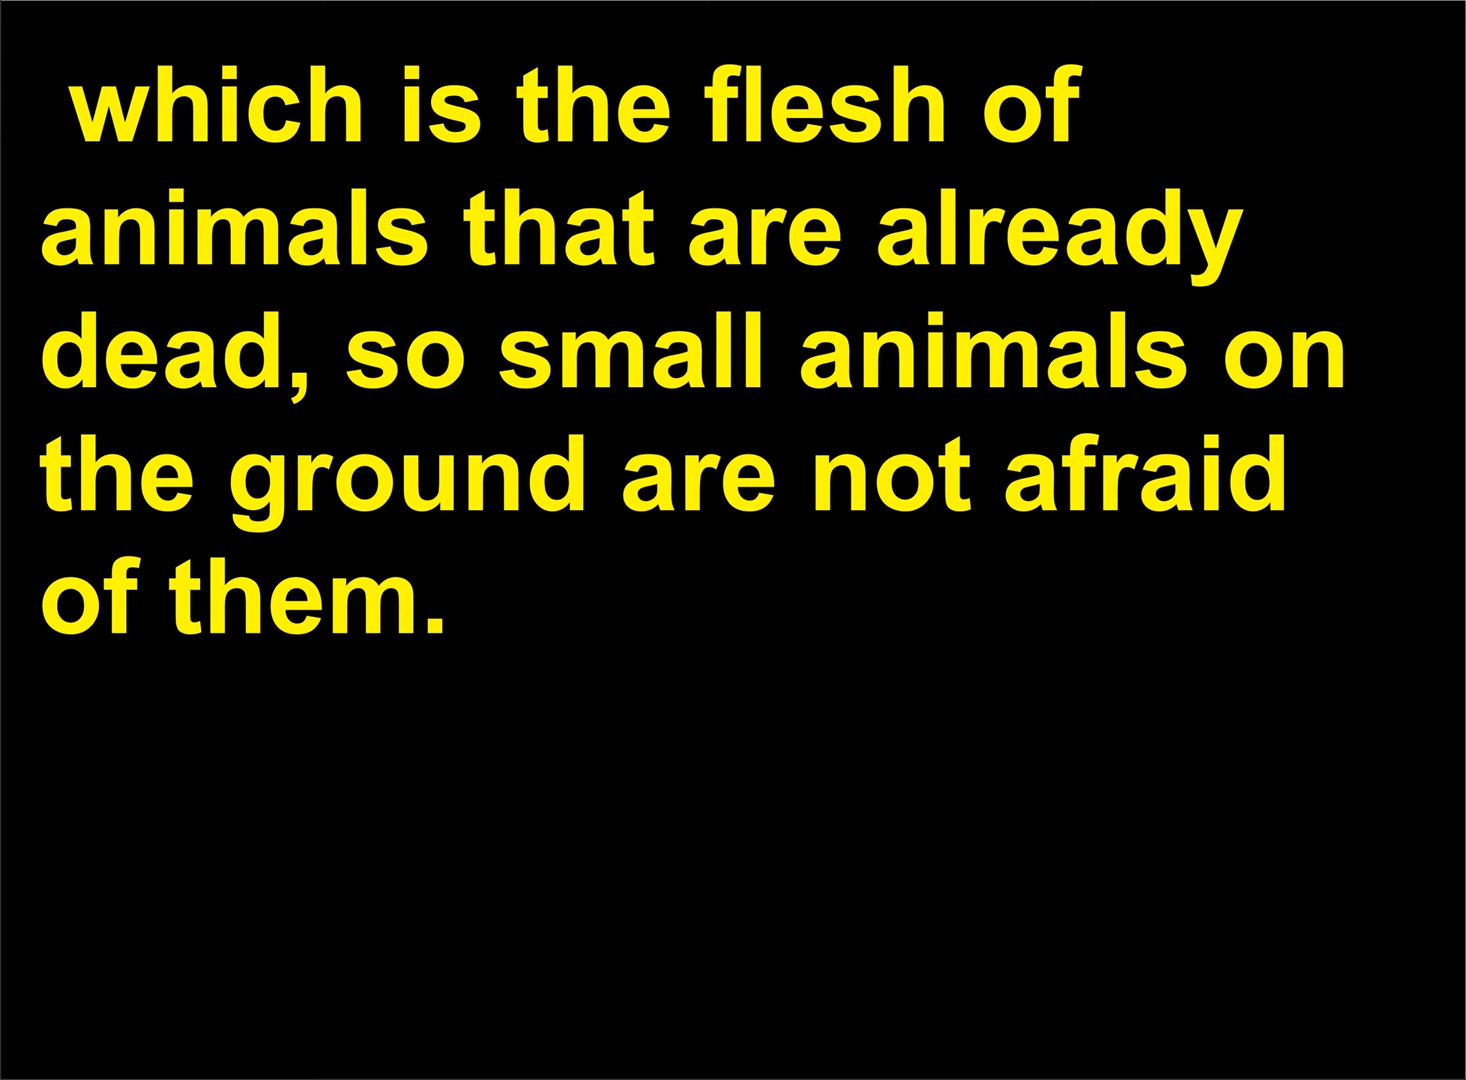 which is the flesh of
animals that are already
dead, so small animals on
the ground are not afraid
of them.